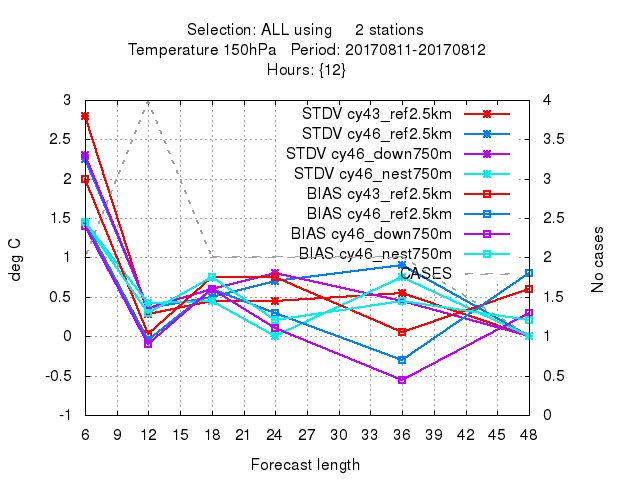 Selection: ALL using     2 stations
Temperature 150hPa   Period: 20170811-20170812
Hours: {12}
3 4
2.5 3.5
2 3
1.5 2.5
1 2
0.5 1.5
0 1
-0.5 0.5
-1 0
deg C
No cases
STDV cy43_ref2.5km
STDV cy46_ref2.5km
STDV cy46_down750m
STDV cy46_nest750m
BIAS cy43_ref2.5km
BIAS cy46_ref2.5km
BIAS cy46_down750m
BIAS cy46_nest750m
CASES
6 9 12 15 18 21 24 27 30 33 36 39 42 45 48
Forecast length